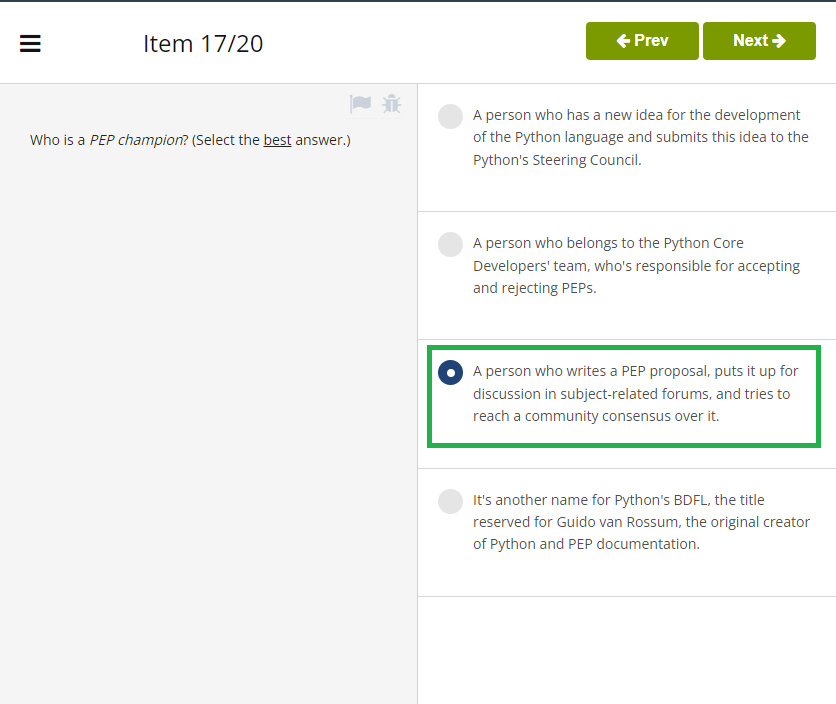 Item 17/20
Prev
Next
Who is a PEP champion? (Select the best answer.)
A person who has a new idea for the development
of the Python language and submits this idea to the
Python's Steering Council.
A person who belongs to the Python Core
Developers' team, who's responsible for accepting
and rejecting PEPs.
A person who writes a PEP proposal, puts it up for
discussion in subject-related forums, and tries to
reach a community consensus over it.
It's another name for Python's BDFL, the title
reserved for Guido van Rossum, the original creator
of Python and PEP documentation.